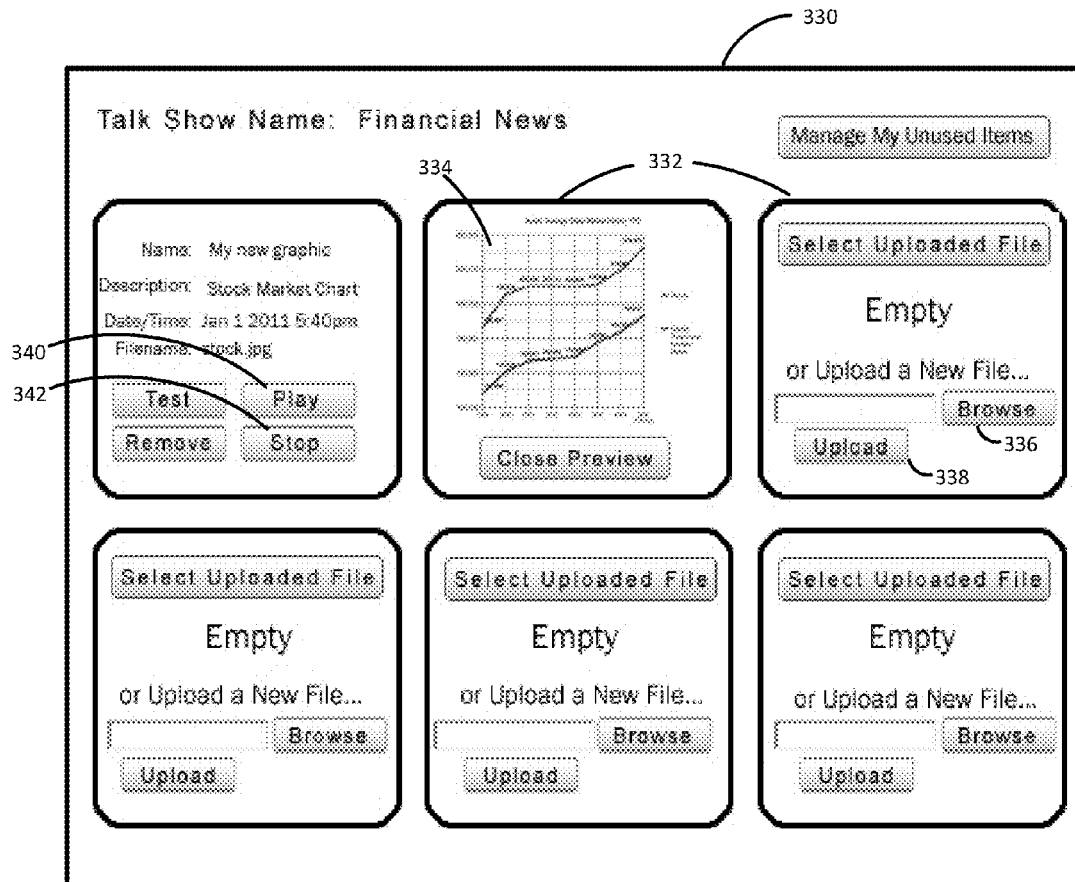 330
Talk Show Name: Financial News
Manage My Unused Items
334
332
Name: My new graphic
Description: Stock Market Chart
Date/Time: Jan 1 2011 5:40pm
Filename: stock.jpg
340
342
Test
Play
Remove
Stop
Close Preview
Select Uploaded File
Empty
or Upload a New File...
Browse
Upload
336
338
Select Uploaded File
Empty
or Upload a New File...
Browse
Upload
Select Uploaded File
Empty
or Upload a New File...
Browse
Upload
Select Uploaded File
Empty
or Upload a New File...
Browse
Upload